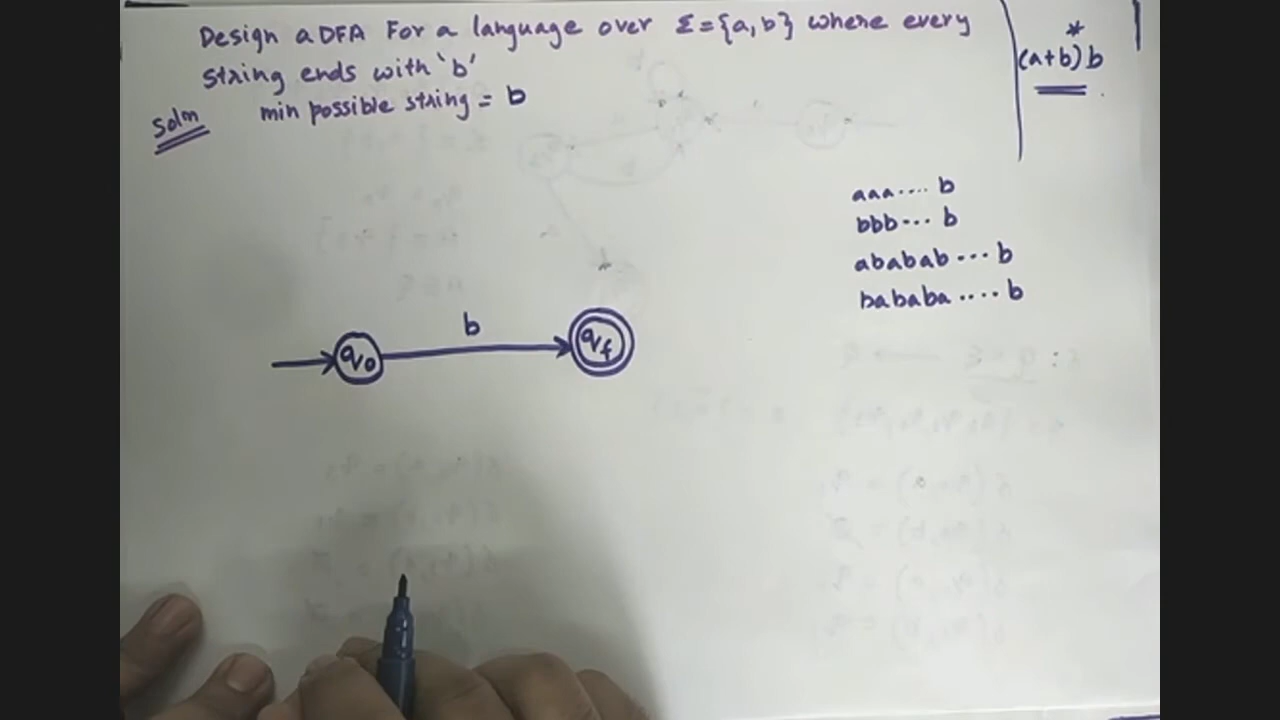 Design a DFA For a language over Σ={a,b} where every
string ends with 'b'
(a+b)*b
Soln
min possible string = b
aaa.... b
bbb... b
ababab... b
bababa.... b
b
q0
qf